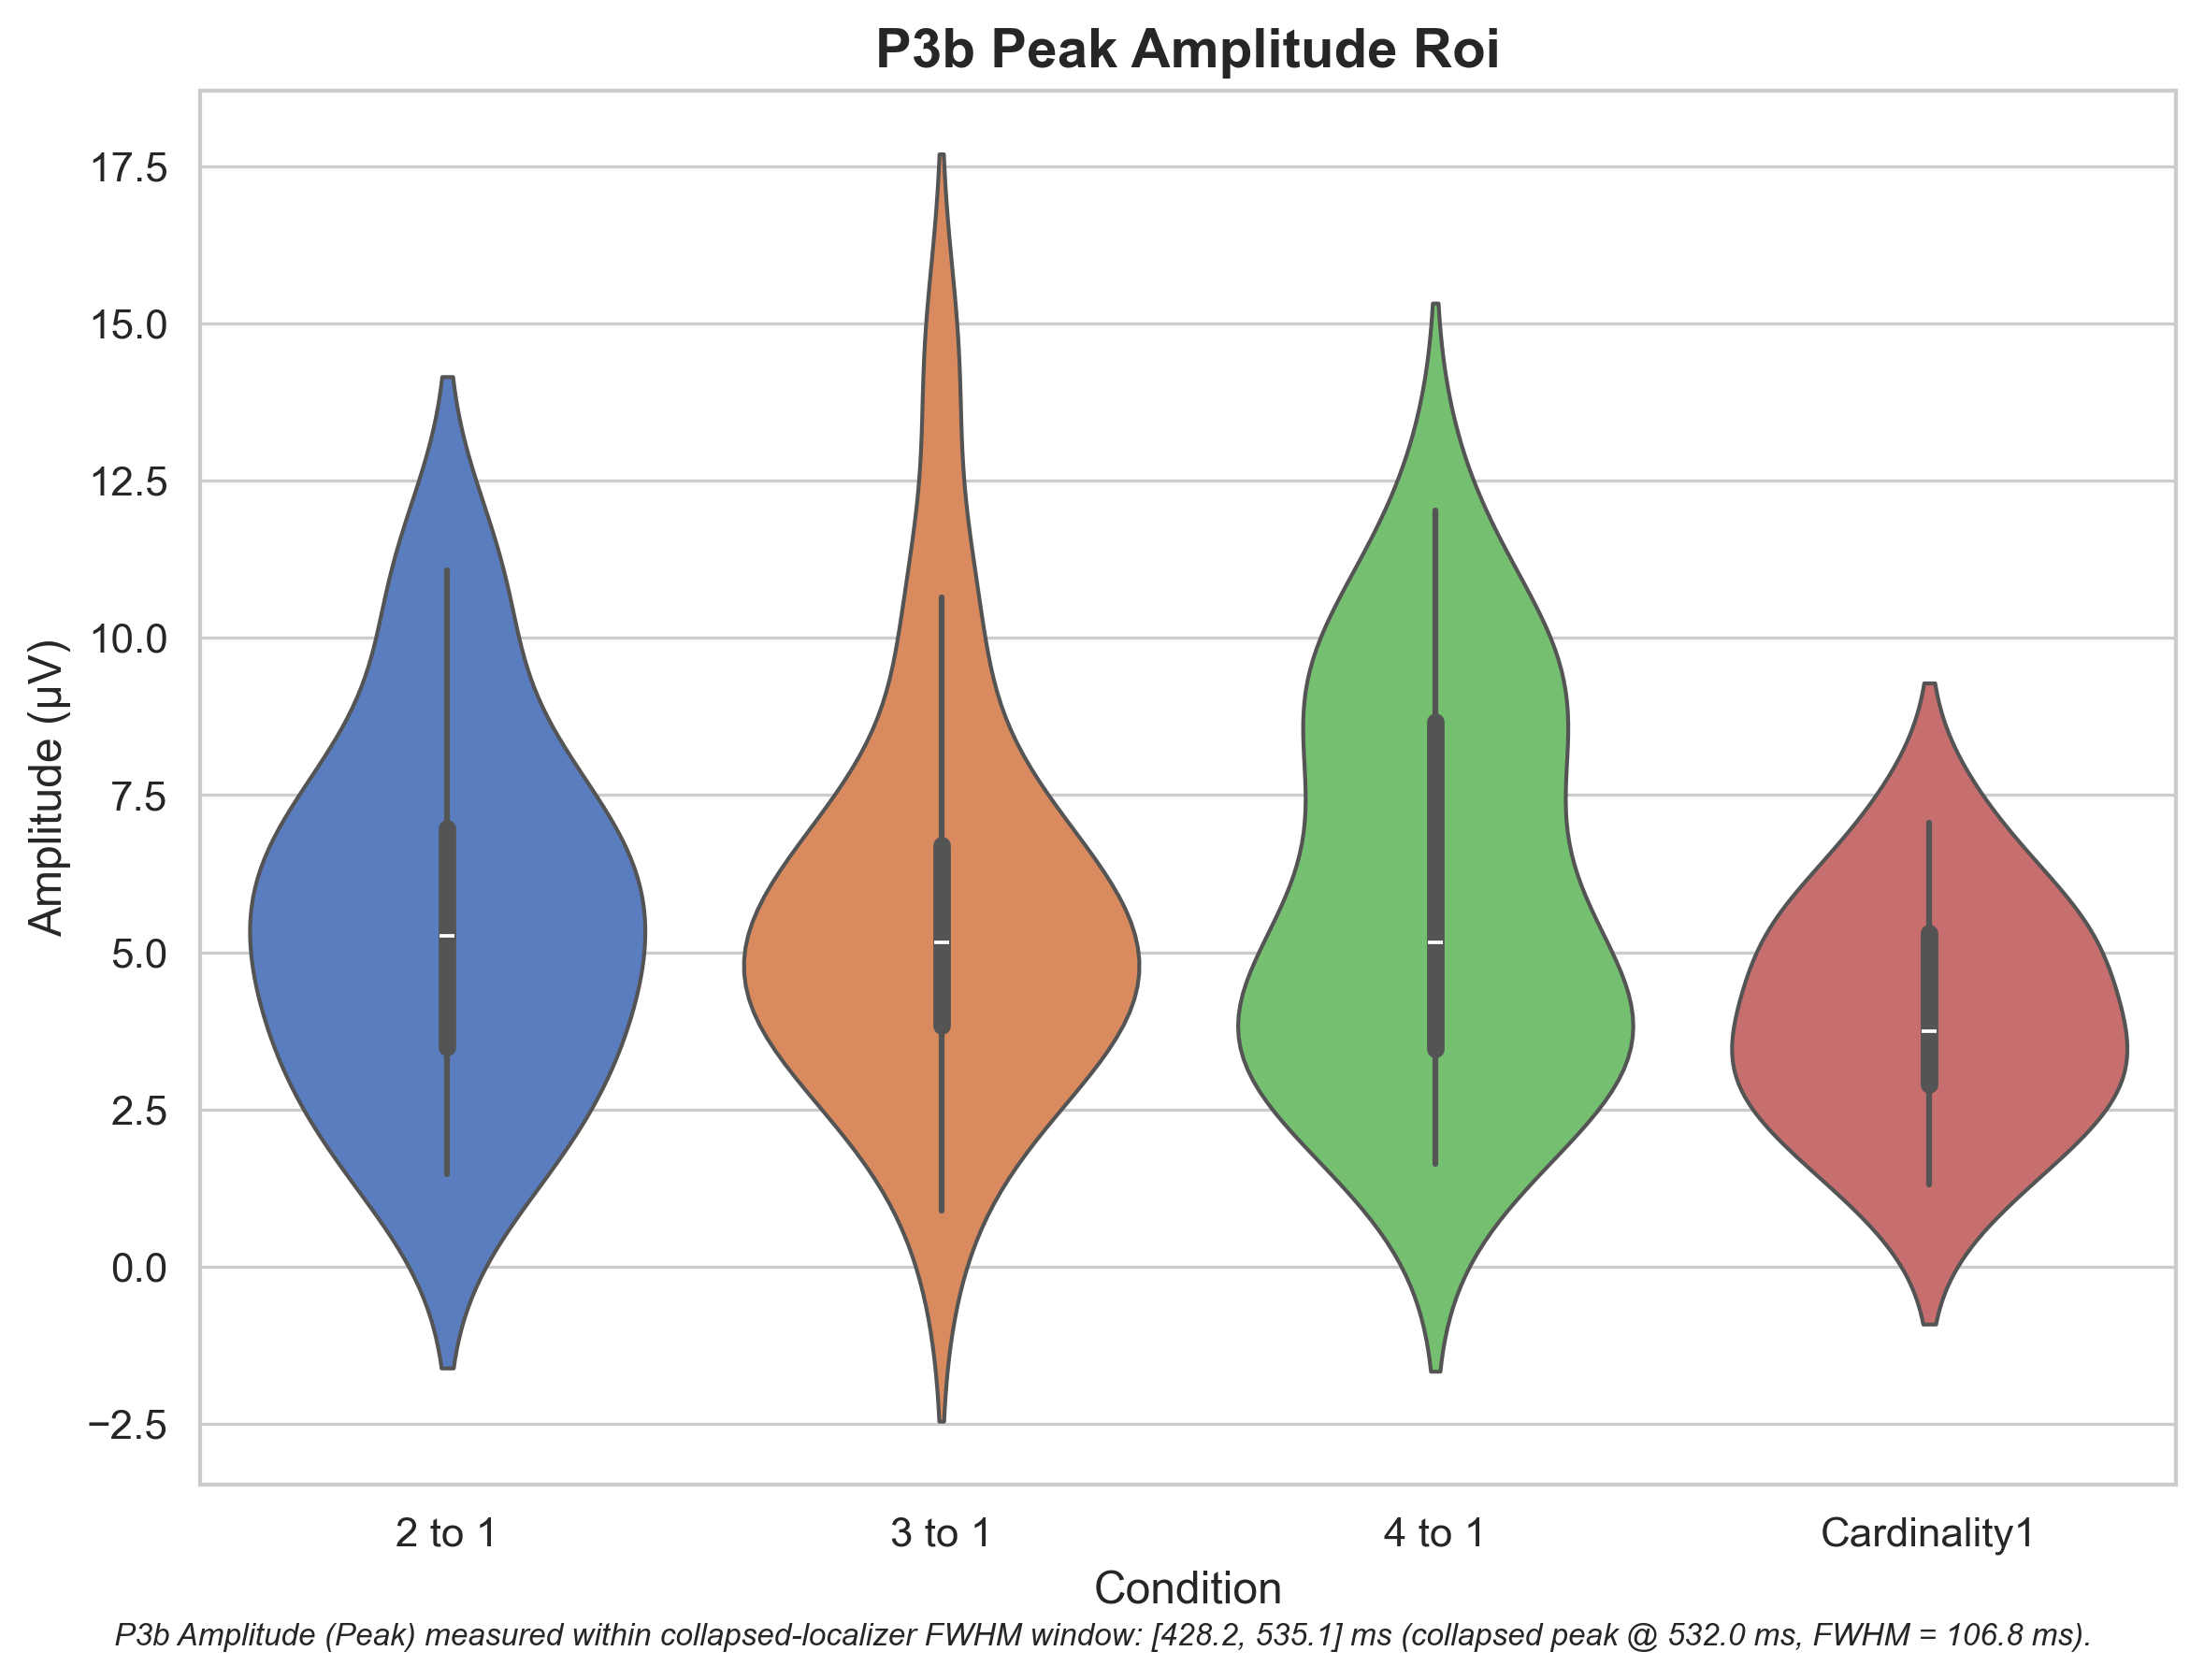 P3b Peak Amplitude Roi
17.5
15.0
12.5
10.0
7.5
5.0
2.5
0.0
−2.5
Amplitude (µV)
2 to 1
3 to 1
4 to 1
Cardinality1
Condition
P3b Amplitude (Peak) measured within collapsed-localizer FWHM window: [428.2, 535.1] ms (collapsed peak @ 532.0 ms, FWHM = 106.8 ms).